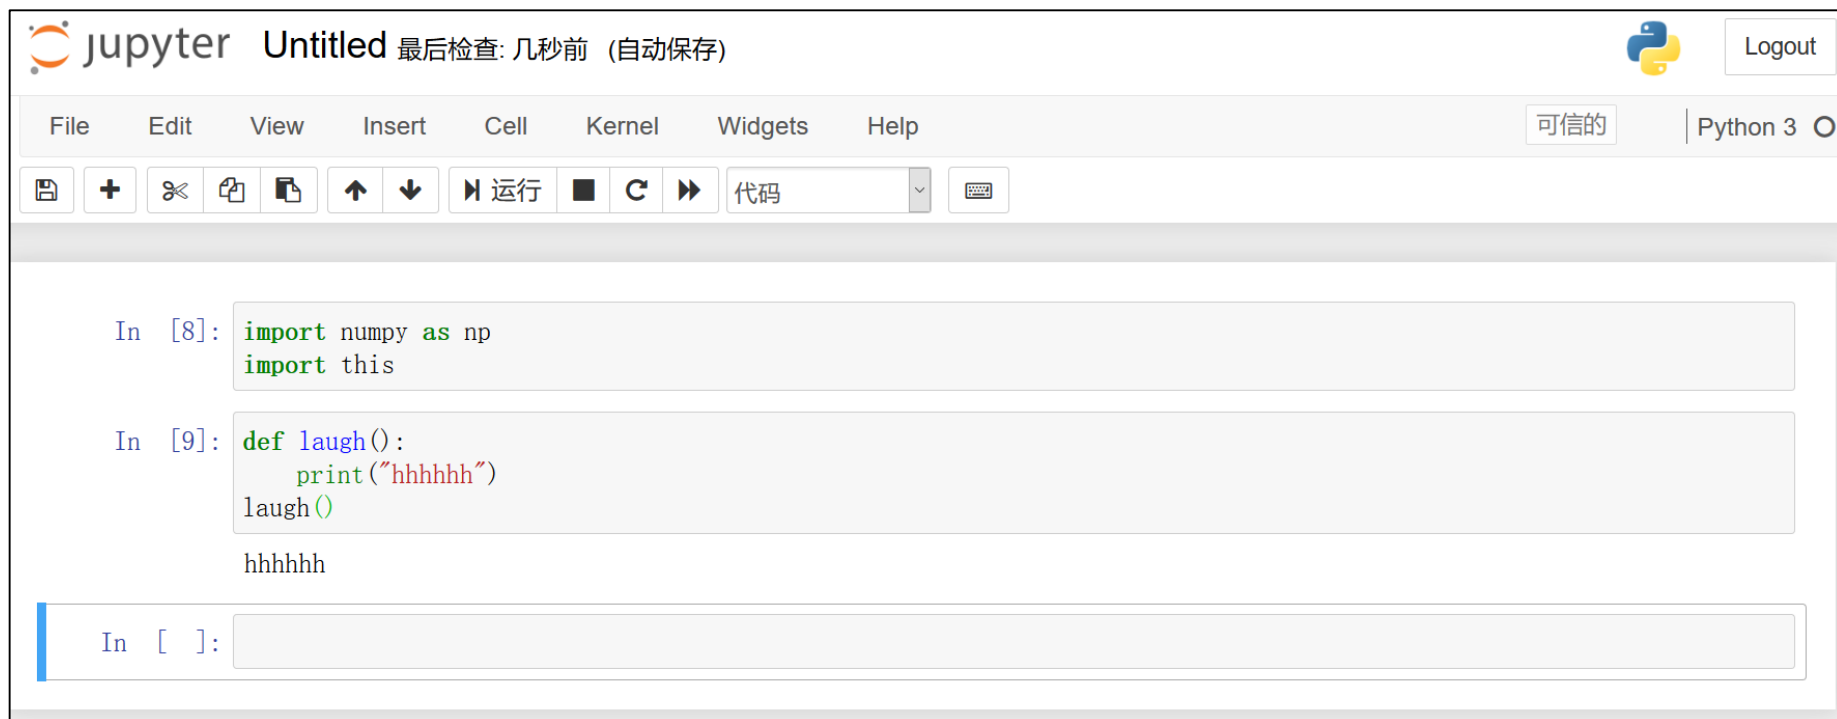 jupyter Untitled 最后检查: 几秒前 (自动保存) Logout
File Edit View Insert Cell Kernel Widgets Help 可信的 Python 3
运行 代码
In [8]: import numpy as np
import this
In [9]: def laugh():
    print("hhhhhh")
laugh()
hhhhhh
In [ ]: